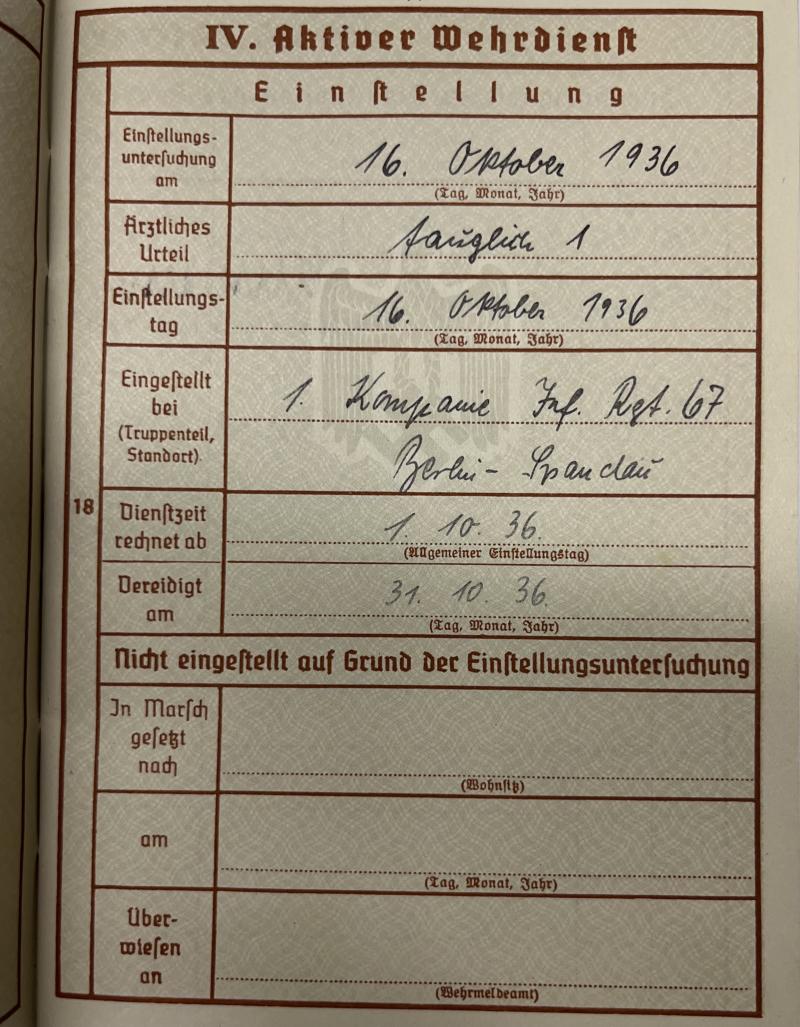 IV. Aktiver Wehrdienst
Einstellung
Einstellungs-
untersuchung
am
16. Oktober 1936
(Tag, Monat, Jahr)
Ärztliches
Urteil
tauglich 1
Einstellungs-
tag
16. Oktober 1936
(Tag, Monat, Jahr)
Eingestellt
bei
(Truppenteil,
Standort)
1. Kompanie Inf. Rgt. 67
Berlin-Spandau
18
Dienstzeit
rechnet ab
1. 10. 36.
(Allgemeiner Einstellungstag)
Vereidigt
am
31. 10. 36.
(Tag, Monat, Jahr)
Nicht eingestellt auf Grund der Einstellungsuntersuchung
In Marsch
gesetzt
nach
(Wohnsitz)
am
(Tag, Monat, Jahr)
Über-
wiesen
an
(Wehrmeldeamt)